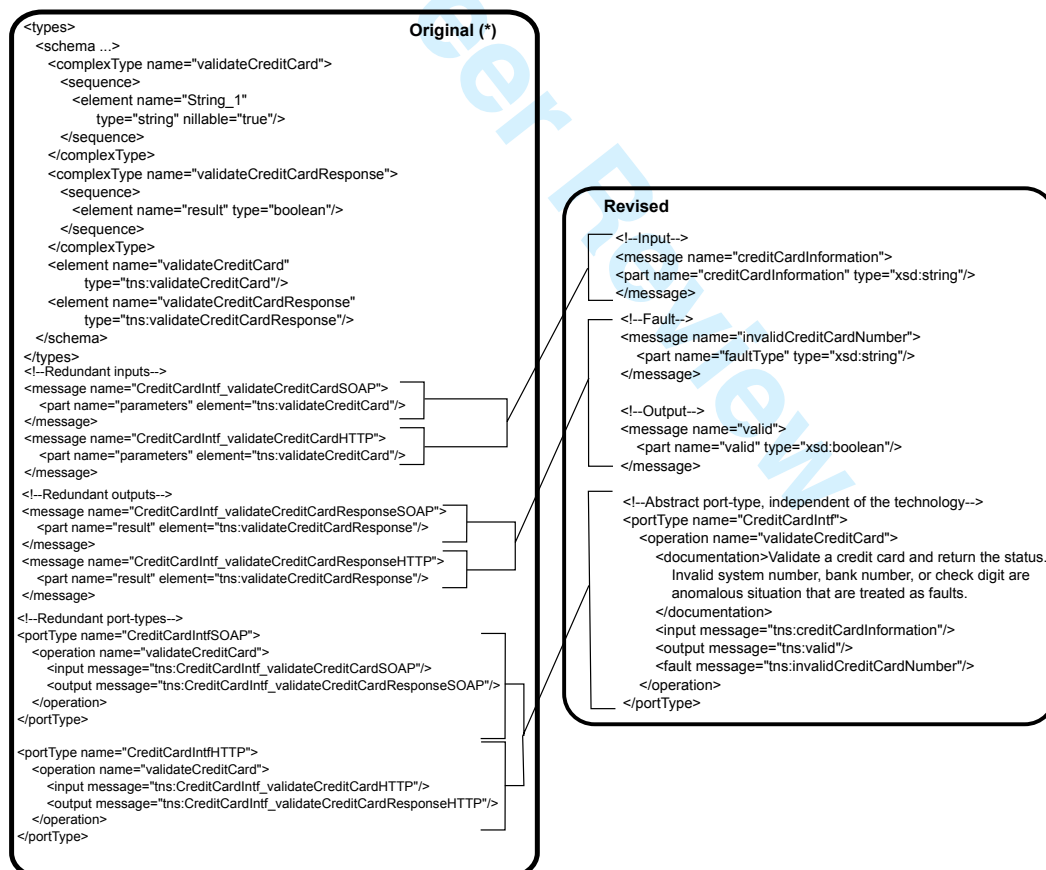 Original (*)
<types>
<schema ...>
<complexType name="validateCreditCard">
<sequence>
<element name="String_1"
type="string" nillable="true"/>
</sequence>
</complexType>
<complexType name="validateCreditCardResponse">
<sequence>
<element name="result" type="boolean"/>
</sequence>
</complexType>
<element name="validateCreditCard"
type="tns:validateCreditCard"/>
<element name="validateCreditCardResponse"
type="tns:validateCreditCardResponse"/>
</schema>
</types>
<!--Redundant inputs-->
<message name="CreditCardIntf_validateCreditCardSOAP">
<part name="parameters" element="tns:validateCreditCard"/>
</message>
<message name="CreditCardIntf_validateCreditCardHTTP">
<part name="parameters" element="tns:validateCreditCard"/>
</message>
<!--Redundant outputs-->
<message name="CreditCardIntf_validateCreditCardResponseSOAP">
<part name="result" element="tns:validateCreditCardResponse"/>
</message>
<message name="CreditCardIntf_validateCreditCardResponseHTTP">
<part name="result" element="tns:validateCreditCardResponse"/>
</message>
<!--Redundant port-types-->
<portType name="CreditCardIntfSOAP">
<operation name="validateCreditCard">
<input message="tns:CreditCardIntf_validateCreditCardSOAP"/>
<output message="tns:CreditCardIntf_validateCreditCardResponseSOAP"/>
</operation>
</portType>
<portType name="CreditCardIntfHTTP">
<operation name="validateCreditCard">
<input message="tns:CreditCardIntf_validateCreditCardHTTP"/>
<output message="tns:CreditCardIntf_validateCreditCardResponseHTTP"/>
</operation>
</portType>
Revised
<!--Input-->
<message name="creditCardInformation">
<part name="creditCardInformation" type="xsd:string"/>
</message>
<!--Fault-->
<message name="invalidCreditCardNumber">
<part name="faultType" type="xsd:string"/>
</message>
<!--Output-->
<message name="valid">
<part name="valid" type="xsd:boolean"/>
</message>
<!--Abstract port-type, independent of the technology-->
<portType name="CreditCardIntf">
<operation name="validateCreditCard">
<documentation>Validate a credit card and return the status.
Invalid system number, bank number, or check digit are
anomalous situation that are treated as faults.
</documentation>
<input message="tns:creditCardInformation"/>
<output message="tns:valid"/>
<fault message="tns:invalidCreditCardNumber"/>
</operation>
</portType>
eer Review